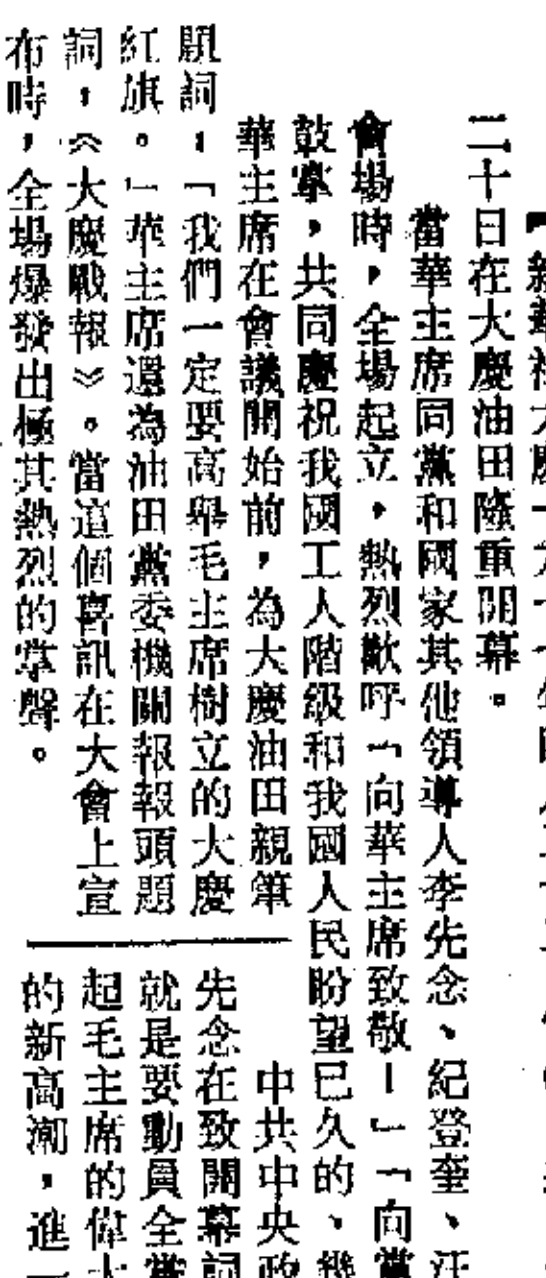 二十日在大慶油田隆重開幕。
當華主席同黨和國家其他領導人李先念、紀登奎、汪
會場時，全場起立，熱烈歡呼「向華主席致敬！」「向黨
鼓掌，共同慶祝我國工人階級和我國人民盼望已久的、幾
華主席在會議開始前，為大慶油田親筆
題詞，「我們一定要高舉毛主席樹立的大慶
紅旗。」華主席還為油田黨委機關報報頭題
詞，《大慶戰報》。當這個喜訊在大會上宣
布時，全場爆發出極其熱烈的掌聲。
中共中央政
先念在致開幕詞
就是要動員全黨
起毛主席的偉大
的新高潮，進一